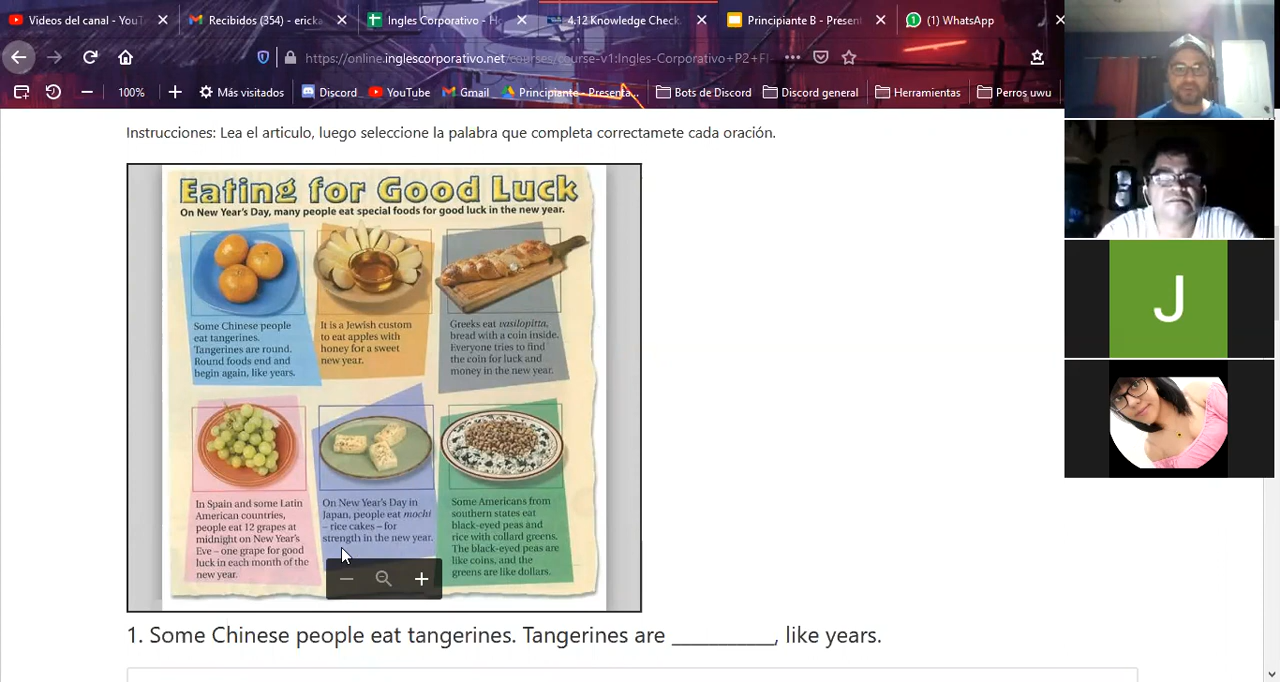 Videos del canal - YouT
Recibidos (354) - ericka
Ingles Corporativo - Ho
4.12 Knowledge Check.
Principiante B - Present
(1) WhatsApp
https://online.inglescorporativo.net/courses/course-v1:Ingles-Corporativo+P2+Fl
100%
Más visitados
Discord
YouTube
Gmail
Principiante - Presenta...
Bots de Discord
Discord general
Herramientas
Perros uwu
Instrucciones: Lea el articulo, luego seleccione la palabra que completa correctamete cada oración.
Eating for Good Luck
On New Year's Day, many people eat special foods for good luck in the new year.
Some Chinese people
eat tangerines.
Tangerines are round.
Round foods end and
begin again, like years.
It is a Jewish custom
to eat apples with
honey for a sweet
new year.
Greeks eat vasilopitta,
bread with a coin inside.
Everyone tries to find
the coin for luck and
money in the new year.
In Spain and some Latin
American countries,
people eat 12 grapes at
midnight on New Year's
Eve – one grape for good
luck in each month of the
new year.
On New Year's Day in
Japan, people eat mochi
– rice cakes – for
strength in the new year.
Some Americans from
southern states eat
black-eyed peas and
rice with collard greens.
The black-eyed peas are
like coins, and the
greens are like dollars.
1. Some Chinese people eat tangerines. Tangerines are __________, like years.
J